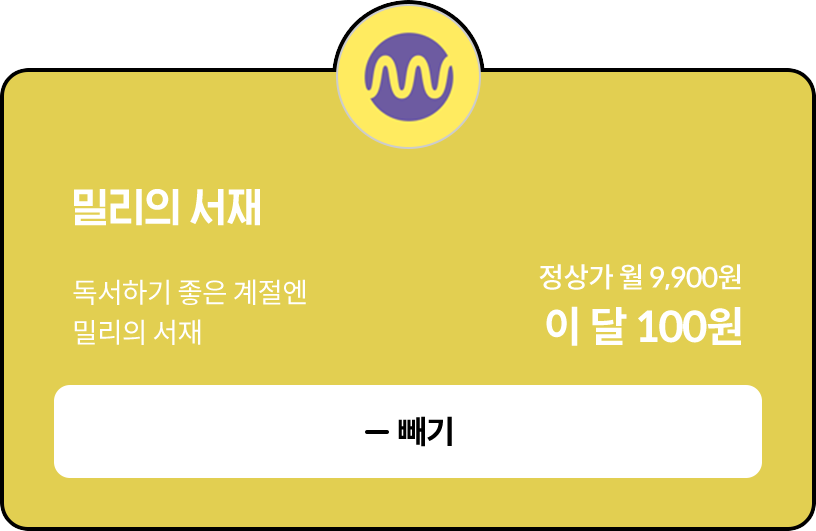 밀리의 서재
독서하기 좋은 계절엔
밀리의 서재
정상가 월 9,900원
이 달 100원
– 빼기